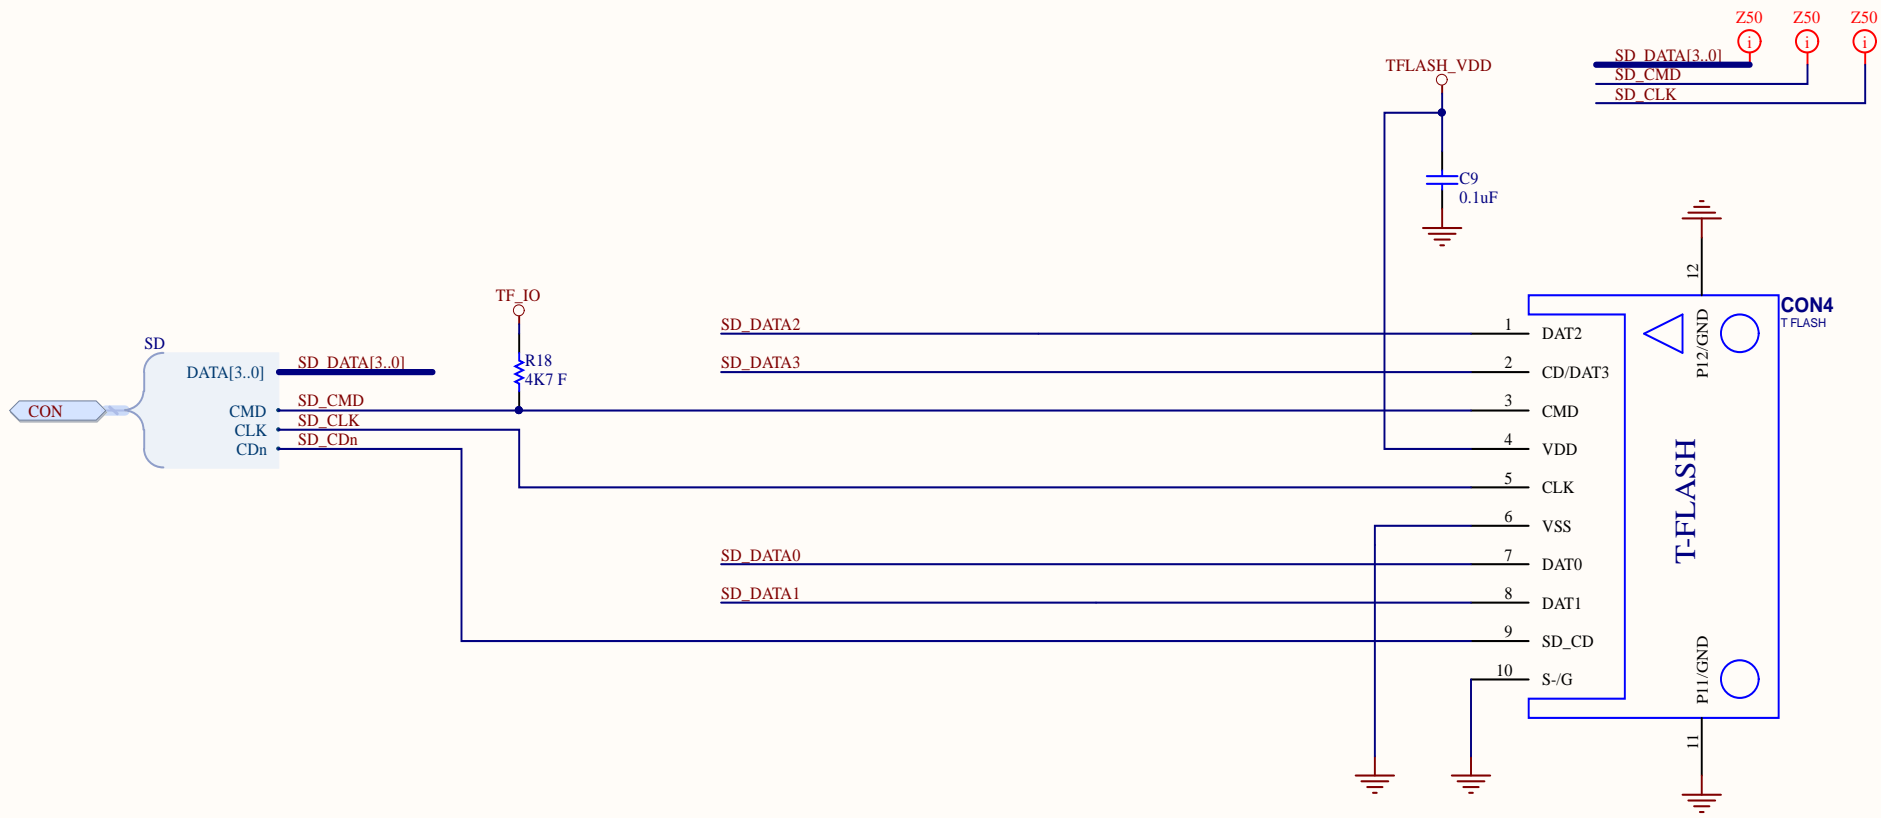 Z50 Z50 Z50
i i i
SD_DATA[3..0]
SD_CMD
SD_CLK
TFLASH_VDD
C9
0.1uF
TF_IO
R18
4K7 F
SD
DATA[3..0] SD_DATA[3..0]
CON
CMD SD_CMD
CLK SD_CLK
CDn SD_CDn
12
P12/GND
CON4
T FLASH
SD_DATA2 1 DAT2
SD_DATA3 2 CD/DAT3
3 CMD
4 VDD
5 CLK
6 VSS
SD_DATA0 7 DAT0
SD_DATA1 8 DAT1
9 SD_CD
10 S-/G
T-FLASH
P11/GND
11